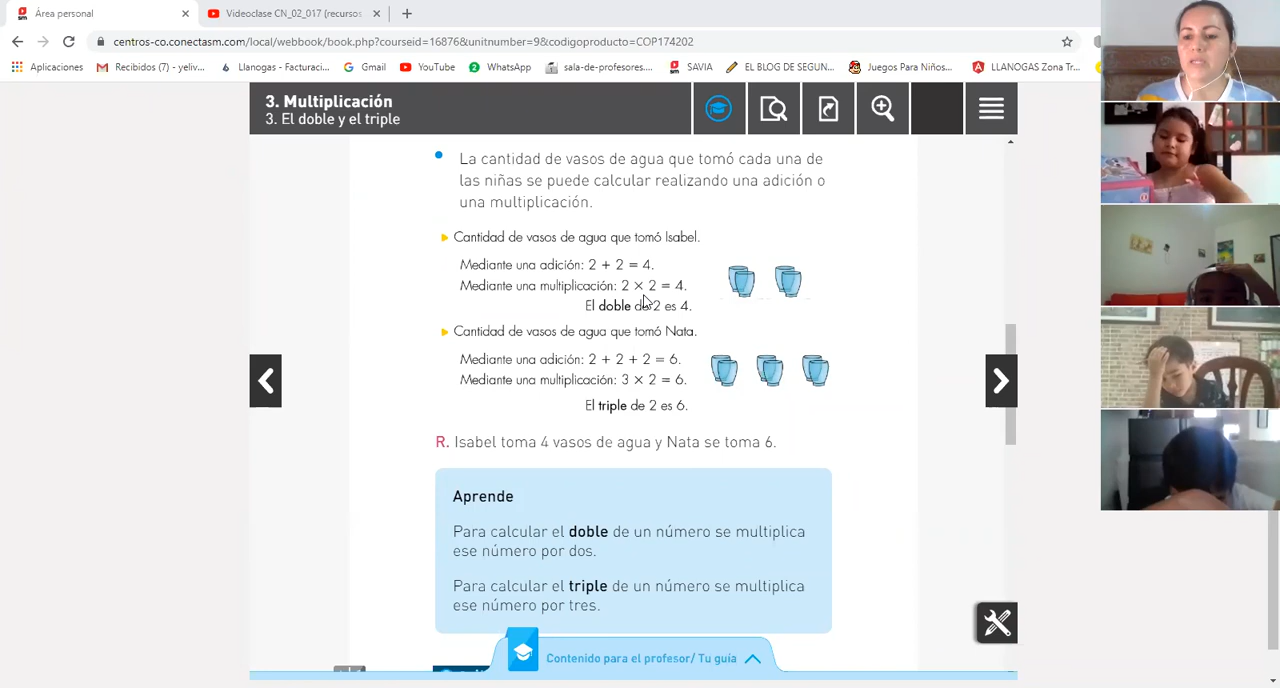 Área personal
Videoclase CN_02_017 (recursos
centros-co.conectasm.com/local/webbook/book.php?courseid=16876&unitnumber=9&codigoproducto=COP174202
Aplicaciones
Recibidos (7) - yeliv...
Llanogas - Facturaci...
Gmail
YouTube
WhatsApp
sala-de-profesores....
SAVIA
EL BLOG DE SEGUN...
Juegos Para Niños...
LLANOGAS Zona Tr...
3. Multiplicación
3. El doble y el triple
La cantidad de vasos de agua que tomó cada una de
las niñas se puede calcular realizando una adición o
una multiplicación.
Cantidad de vasos de agua que tomó Isabel.
Mediante una adición: 2 + 2 = 4.
Mediante una multiplicación: 2 × 2 = 4.
El doble de 2 es 4.
Cantidad de vasos de agua que tomó Nata.
Mediante una adición: 2 + 2 + 2 = 6.
Mediante una multiplicación: 3 × 2 = 6.
El triple de 2 es 6.
R. Isabel toma 4 vasos de agua y Nata se toma 6.
Aprende
Para calcular el doble de un número se multiplica
ese número por dos.
Para calcular el triple de un número se multiplica
ese número por tres.
Contenido para el profesor/ Tu guía